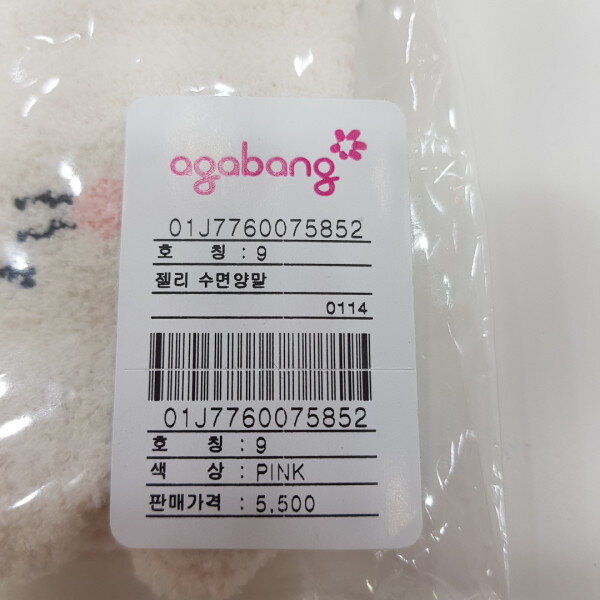 agabang
01J7760075852
호 칭 : 9
젤리 수면양말
0114
01J7760075852
호 칭 : 9
색 상 : PINK
판매가격 : 5,500